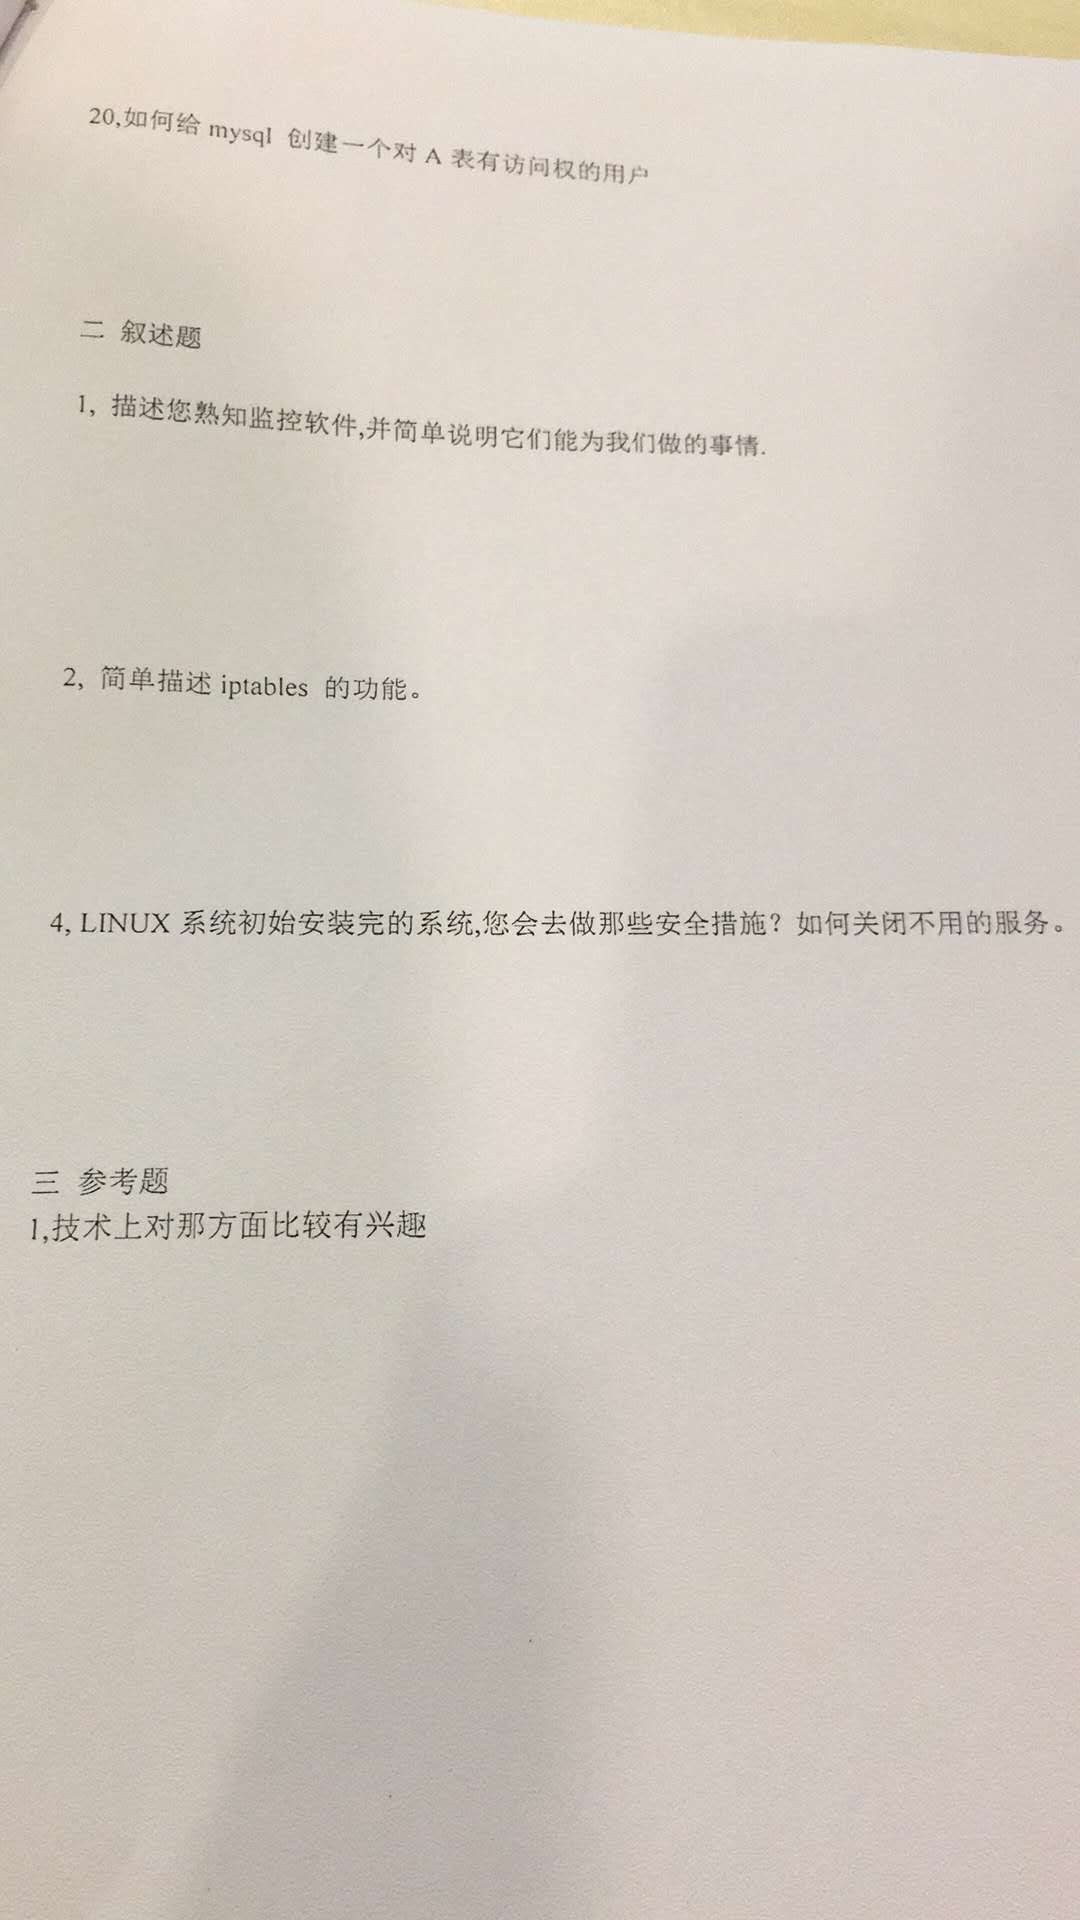 20,如何给 mysql 创建一个对 A 表有访问权的用户
二 叙述题
1, 描述您熟知监控软件,并简单说明它们能为我们做的事情.
2, 简单描述 iptables 的功能。
4, LINUX 系统初始安装完的系统,您会去做那些安全措施？如何关闭不用的服务。
三 参考题
1,技术上对那方面比较有兴趣